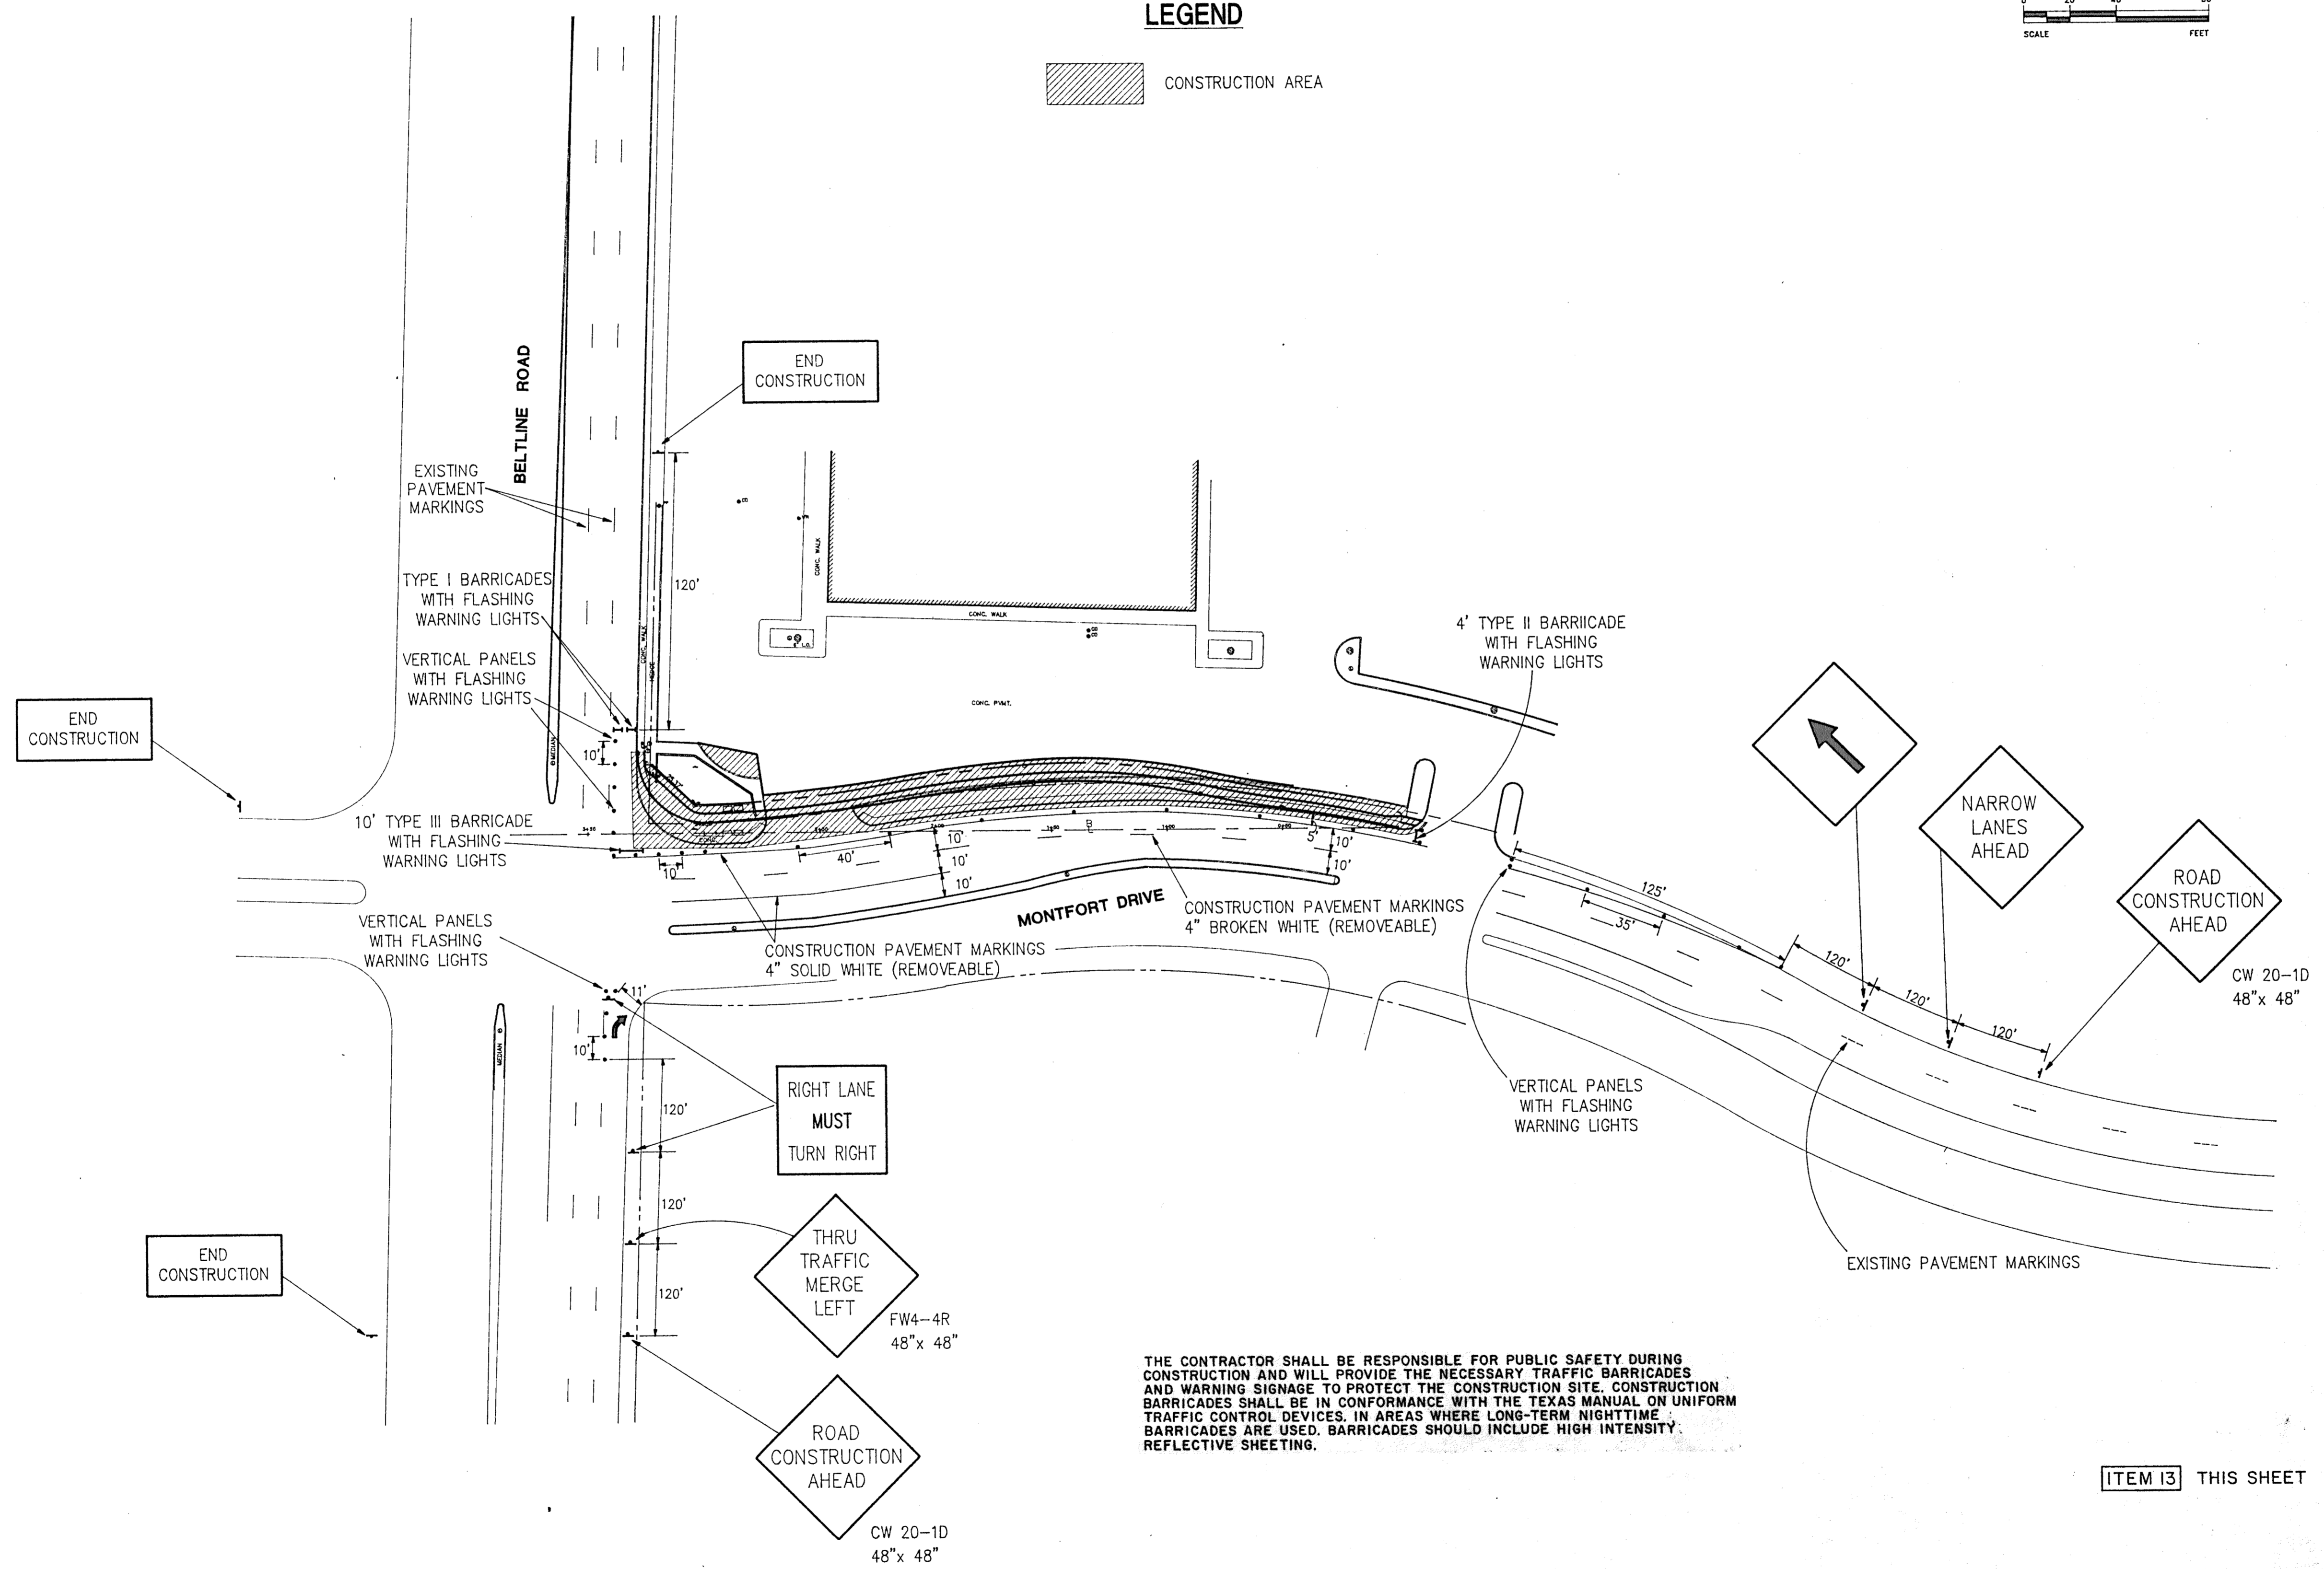 LEGEND
CONSTRUCTION AREA
SCALE
FEET
END
CONSTRUCTION
BELTLINE ROAD
EXISTING
PAVEMENT
MARKINGS
120'
CONC. WALK
CONC. WALK
TYPE I BARRICADES
WITH FLASHING
WARNING LIGHTS
CONC. WALK
HEDGE
VERTICAL PANELS
WITH FLASHING
WARNING LIGHTS
CONC. PVMT.
4' TYPE II BARRIICADE
WITH FLASHING
WARNING LIGHTS
END
CONSTRUCTION
MEDIAN
10'
10' TYPE III BARRICADE
WITH FLASHING
WARNING LIGHTS
10'
40'
10'
10'
10'
5'
10'
10'
MONTFORT DRIVE
CONSTRUCTION PAVEMENT MARKINGS
4" BROKEN WHITE (REMOVEABLE)
CONSTRUCTION PAVEMENT MARKINGS
4" SOLID WHITE (REMOVEABLE)
125'
35'
120'
120'
120'
NARROW
LANES
AHEAD
ROAD
CONSTRUCTION
AHEAD
CW 20-1D
48"x 48"
VERTICAL PANELS
WITH FLASHING
WARNING LIGHTS
11'
10'
MEDIAN
120'
RIGHT LANE
MUST
TURN RIGHT
120'
120'
THRU
TRAFFIC
MERGE
LEFT
FW4-4R
48"x 48"
END
CONSTRUCTION
ROAD
CONSTRUCTION
AHEAD
CW 20-1D
48"x 48"
VERTICAL PANELS
WITH FLASHING
WARNING LIGHTS
EXISTING PAVEMENT MARKINGS
THE CONTRACTOR SHALL BE RESPONSIBLE FOR PUBLIC SAFETY DURING
CONSTRUCTION AND WILL PROVIDE THE NECESSARY TRAFFIC BARRICADES
AND WARNING SIGNAGE TO PROTECT THE CONSTRUCTION SITE. CONSTRUCTION
BARRICADES SHALL BE IN CONFORMANCE WITH THE TEXAS MANUAL ON UNIFORM
TRAFFIC CONTROL DEVICES. IN AREAS WHERE LONG-TERM NIGHTTIME
BARRICADES ARE USED. BARRICADES SHOULD INCLUDE HIGH INTENSITY
REFLECTIVE SHEETING.
ITEM 13 THIS SHEET